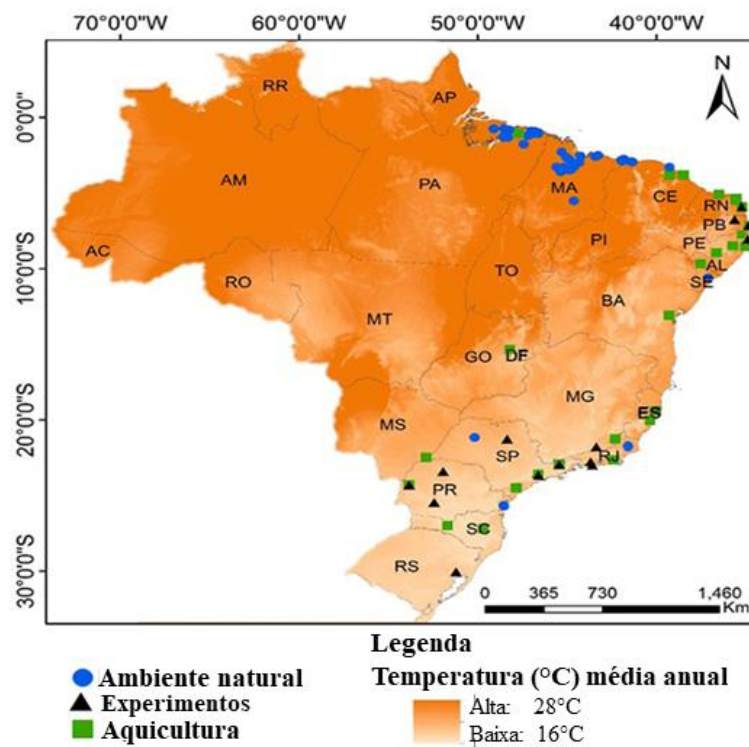 70°0'0"W 60°0'0"W 50°0'0"W 40°0'0"W
0°0'0"
10°0'0"S
20°0'0"S
30°0'0"S
N
RR
AP
AM
PA
MA
CE
RN
PB
PE
PI
AC
AL
SE
TO
RO
BA
MT
GO
DF
MG
ES
MS
SP
RJ
PR
SC
RS
0 365 730 1,460
Km
Legenda
Ambiente natural
Experimentos
Aquicultura
Temperatura (°C) média anual
Alta: 28°C
Baixa: 16°C